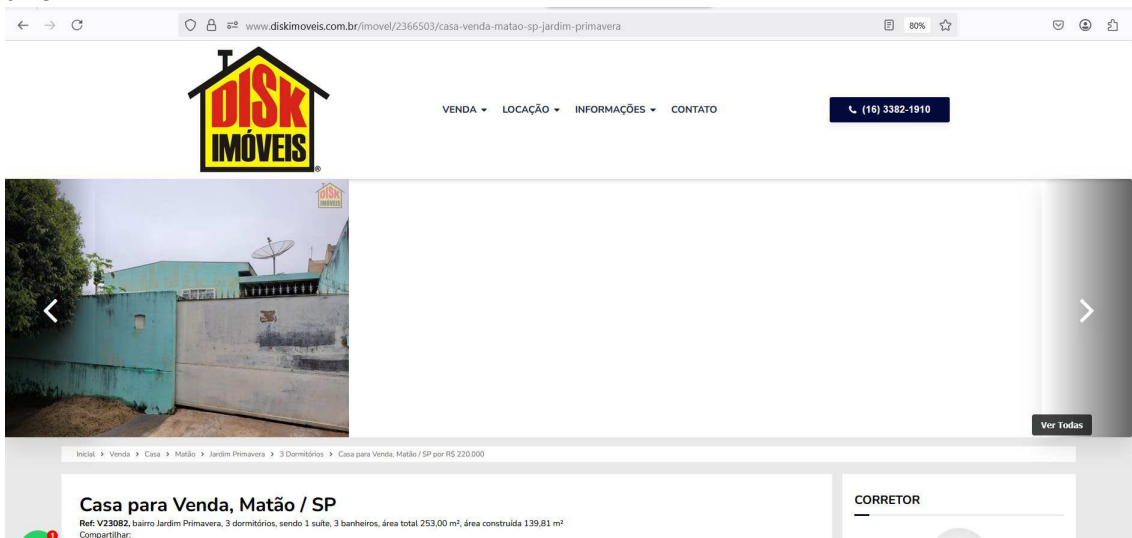 www.diskimoveis.com.br/imovel/2366503/casa-venda-matao-sp-jardim-primavera
80%
DISK
IMÓVEIS
®
VENDA LOCAÇÃO INFORMAÇÕES CONTATO
(16) 3382-1910
DISK
IMÓVEIS
Ver Todas
Inicial > Venda > Casa > Matão > Jardim Primavera > 3 Dormitórios > Casa para Venda, Matão / SP por R$ 220.000
Casa para Venda, Matão / SP
Ref: V23082, bairro Jardim Primavera, 3 dormitórios, sendo 1 suíte, 3 banheiros, área total 253,00 m², área construída 139,81 m²
Compartilhar:
CORRETOR
1